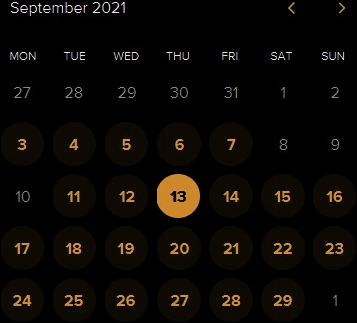 September 2021
MON TUE WED THU FRI SAT SUN
27 28 29 30 31 1 2
3 4 5 6 7 8 9
10 11 12 13 14 15 16
17 18 19 20 21 22 23
24 25 26 27 28 29 1